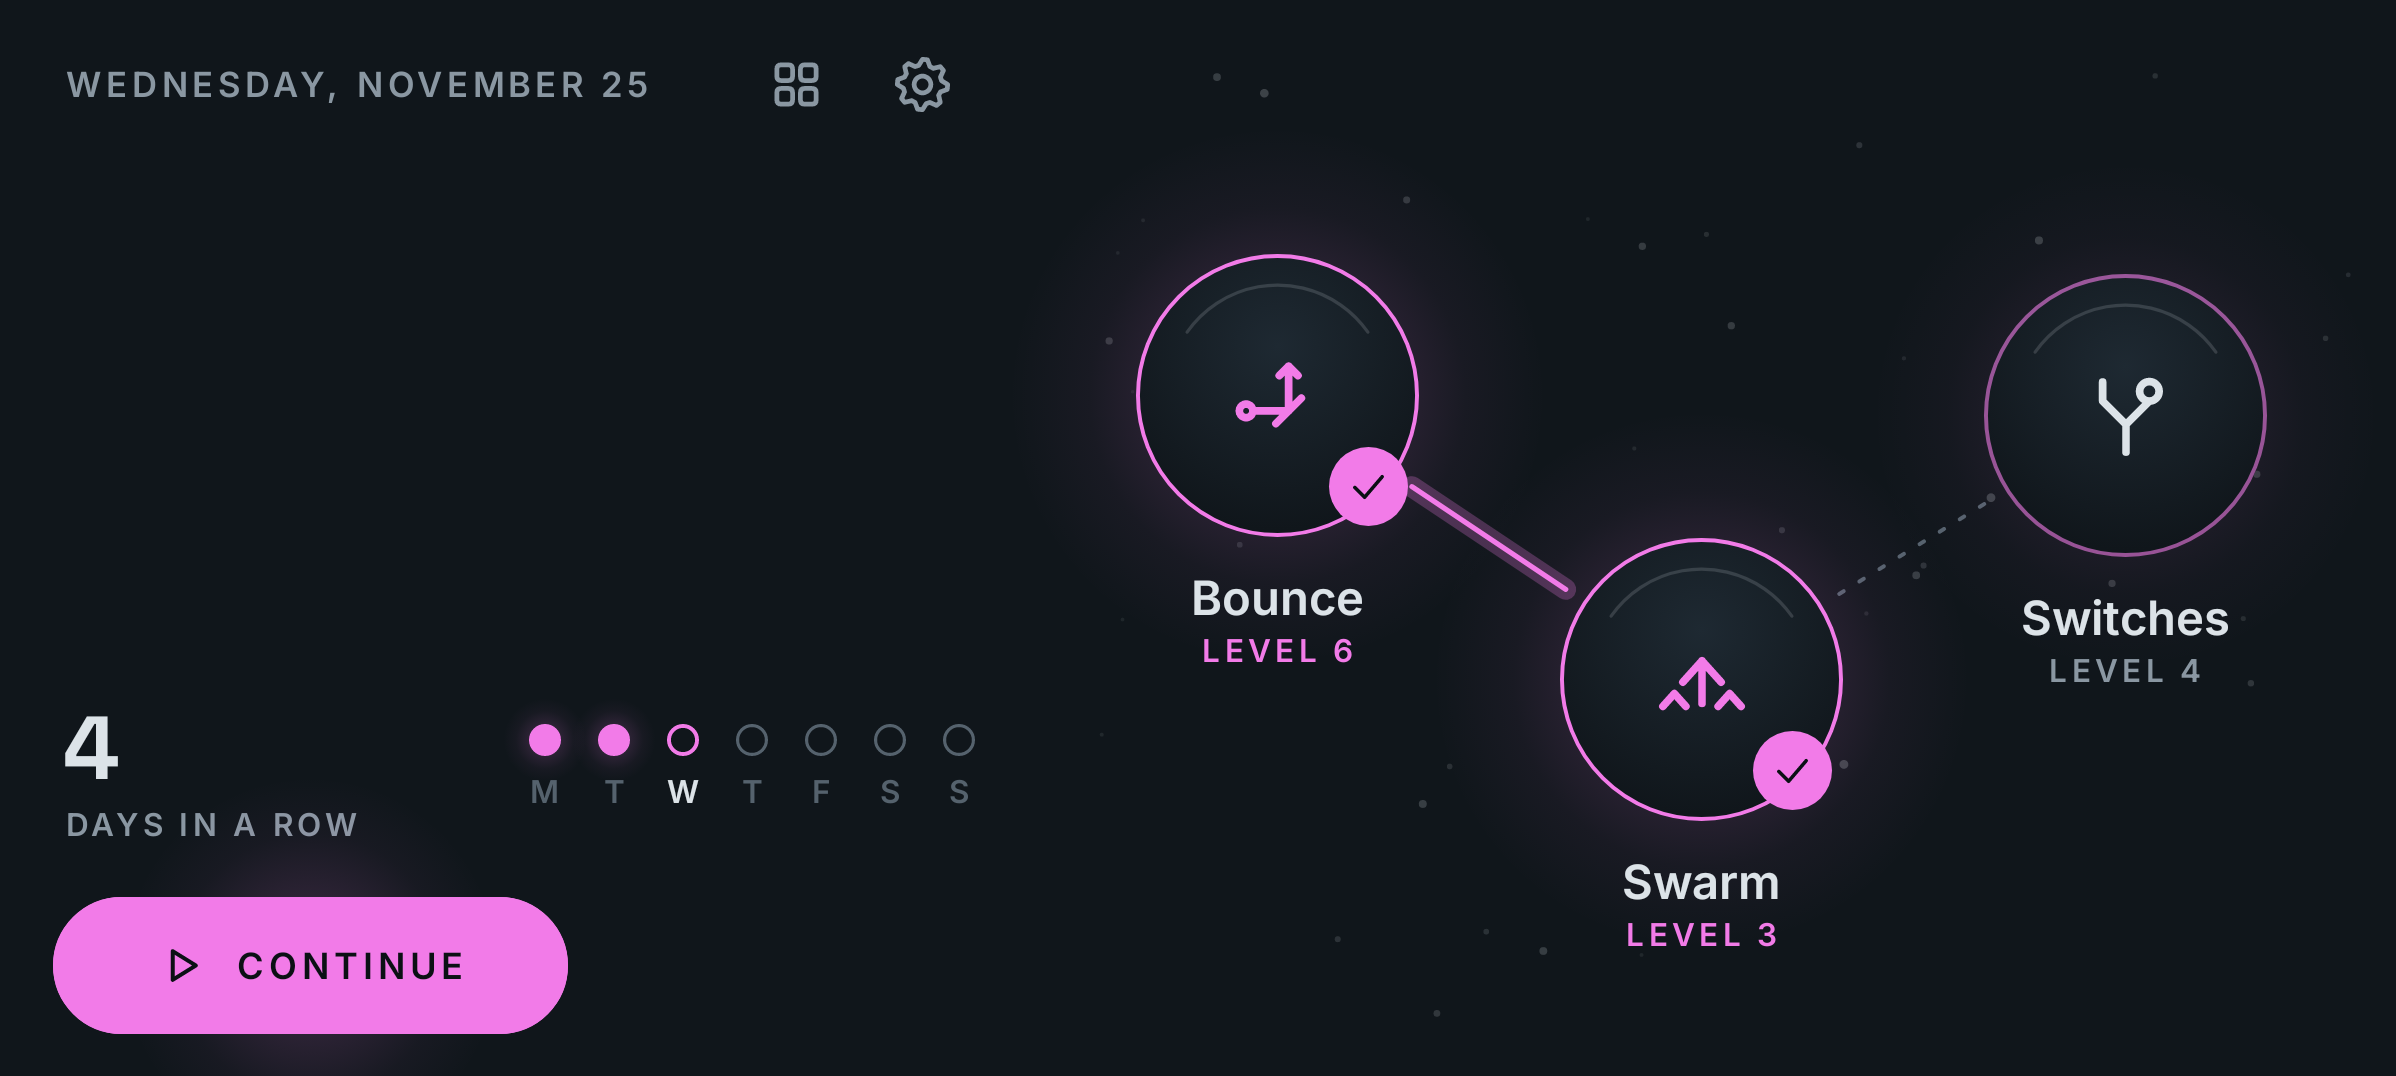 WEDNESDAY, NOVEMBER 25
Bounce
LEVEL 6
Swarm
LEVEL 3
Switches
LEVEL 4
4
DAYS IN A ROW
M T W T F S S
CONTINUE